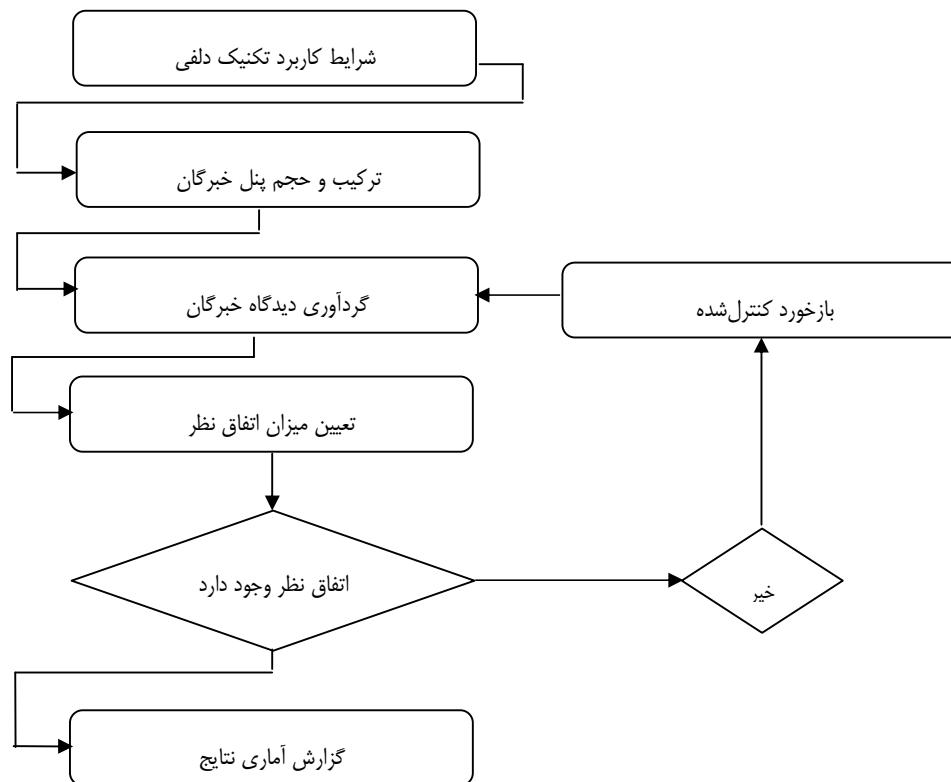 شرایط کاربرد تکنیک دلفی
ترکیب و حجم پنل خبرگان
گردآوری دیدگاه خبرگان
بازخورد کنترل‌شده
تعیین میزان اتفاق نظر
اتفاق نظر وجود دارد
خیر
گزارش آماری نتایج